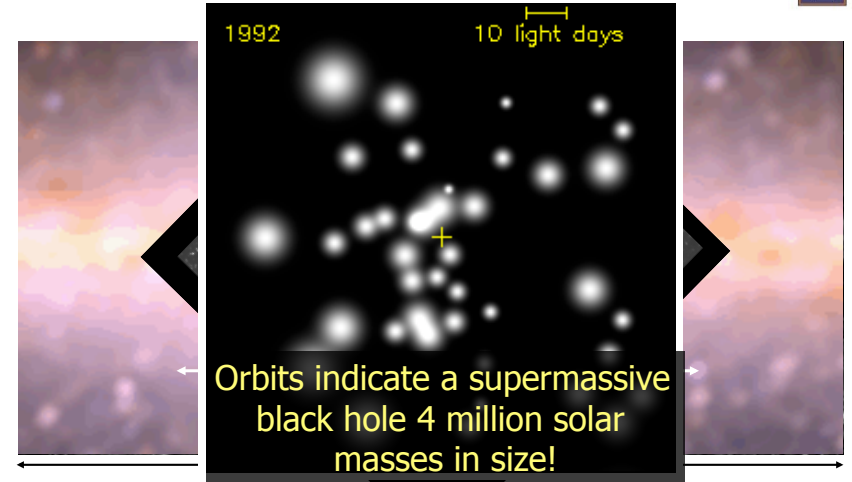 1992
10 light days
Orbits indicate a supermassive
black hole 4 million solar
masses in size!